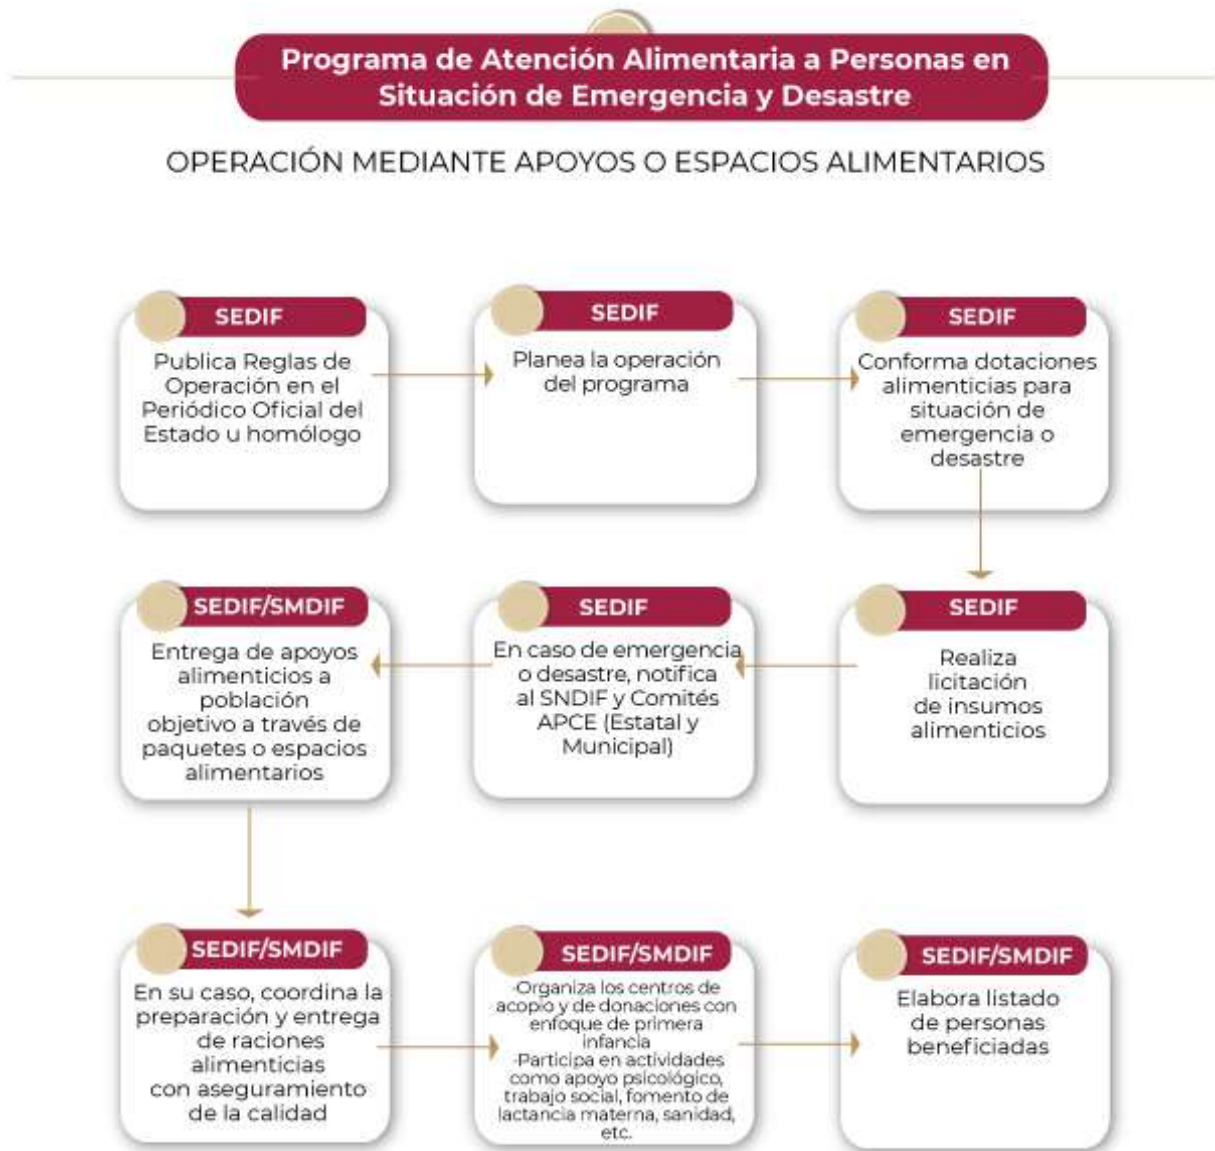 Programa de Atención Alimentaria a Personas en
Situación de Emergencia y Desastre
OPERACIÓN MEDIANTE APOYOS O ESPACIOS ALIMENTARIOS
SEDIF
Publica Reglas de
Operación en el
Periódico Oficial del
Estado u homólogo
SEDIF
Planea la operación
del programa
SEDIF
Conforma dotaciones
alimenticias para
situación de
emergencia o
desastre
SEDIF
Realiza
licitación
de insumos
alimenticios
SEDIF
En caso de emergencia
o desastre, notifica
al SNDIF y Comités
APCE (Estatal y
Municipal)
SEDIF/SMDIF
Entrega de apoyos
alimenticios a
población
objetivo a través de
paquetes o espacios
alimentarios
SEDIF/SMDIF
En su caso, coordina la
preparación y entrega
de raciones
alimenticias
con aseguramiento
de la calidad
SEDIF/SMDIF
-Organiza los centros de
acopio y de donaciones con
enfoque de primera
infancia
-Participa en actividades
como apoyo psicológico,
trabajo social, fomento de
lactancia materna, sanidad,
etc.
SEDIF/SMDIF
Elabora listado
de personas
beneficiadas